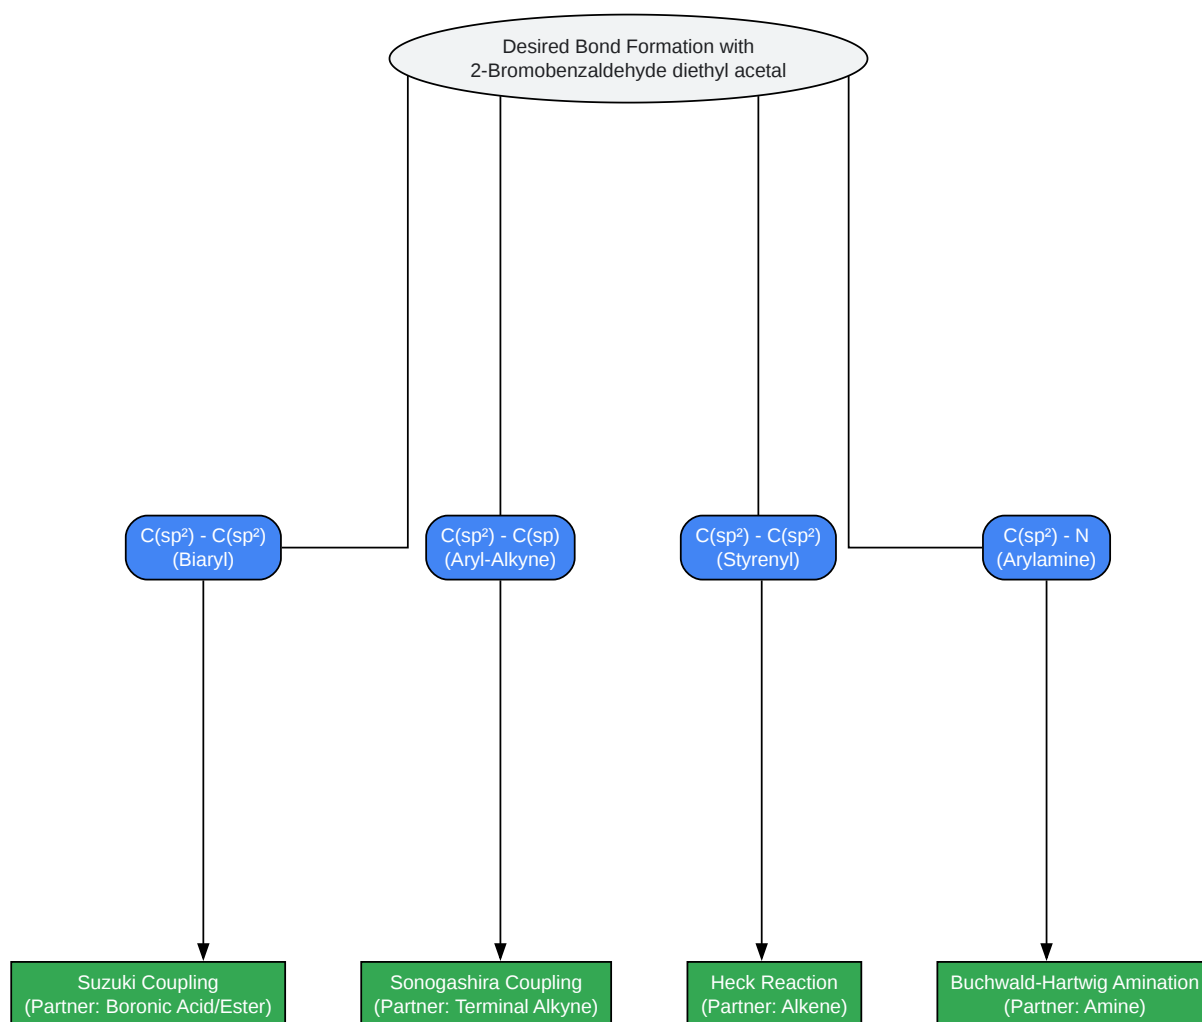 Desired Bond Formation with
2-Bromobenzaldehyde diethyl acetal
C(sp²) - C(sp²)
(Biaryl)
C(sp²) - C(sp)
(Aryl-Alkyne)
C(sp²) - C(sp²)
(Styrenyl)
C(sp²) - N
(Arylamine)
Suzuki Coupling
(Partner: Boronic Acid/Ester)
Sonogashira Coupling
(Partner: Terminal Alkyne)
Heck Reaction
(Partner: Alkene)
Buchwald-Hartwig Amination
(Partner: Amine)